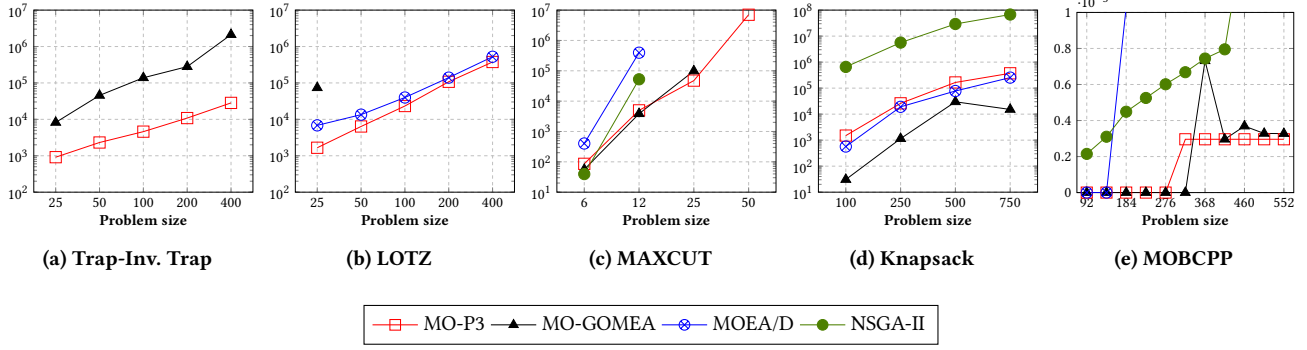 10^7
10^6
10^5
10^4
10^3
10^2
25 50 100 200 400
Problem size
(a) Trap-Inv. Trap
10^7
10^6
10^5
10^4
10^3
10^2
25 50 100 200 400
Problem size
(b) LOTZ
10^7
10^6
10^5
10^4
10^3
10^2
10^1
6 12 25 50
Problem size
(c) MAXCUT
10^8
10^7
10^6
10^5
10^4
10^3
10^2
10^1
100 250 500 750
Problem size
(d) Knapsack
1
0.8
0.6
0.4
0.2
0
92 184 276 368 460 552
Problem size
(e) MOBCPP
MO-P3 MO-GOMEA MOEA/D NSGA-II